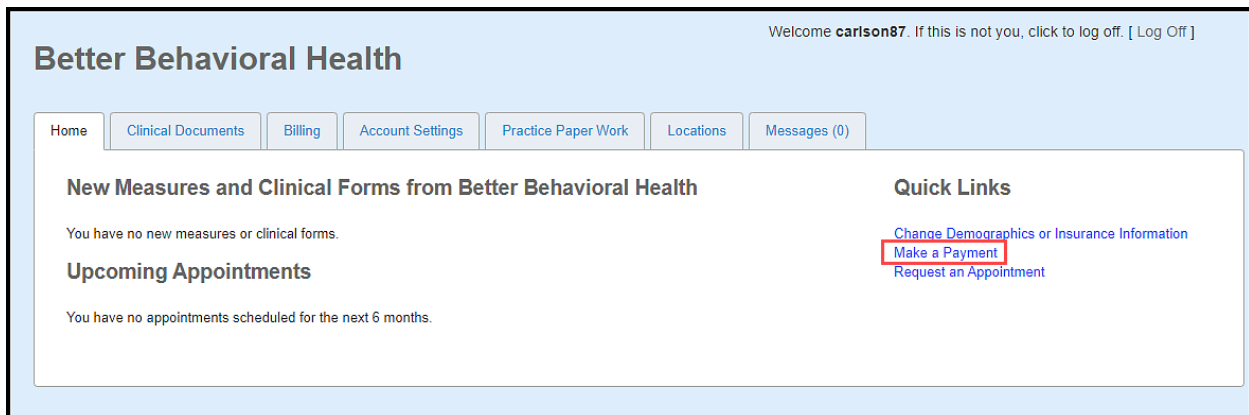 Welcome carlson87. If this is not you, click to log off. [ Log Off ]
Better Behavioral Health
Home
Clinical Documents
Billing
Account Settings
Practice Paper Work
Locations
Messages (0)
New Measures and Clinical Forms from Better Behavioral Health
You have no new measures or clinical forms.
Upcoming Appointments
You have no appointments scheduled for the next 6 months.
Quick Links
Change Demographics or Insurance Information
Make a Payment
Request an Appointment